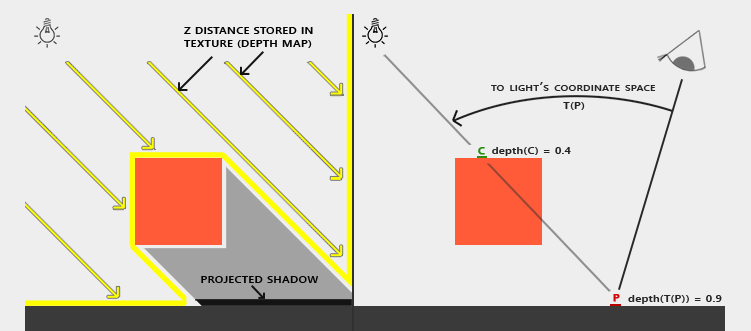 Z DISTANCE STORED IN
TEXTURE (DEPTH MAP)
PROJECTED SHADOW
TO LIGHT'S COORDINATE SPACE
T(P)
C depth(C) = 0.4
P depth(T(P)) = 0.9